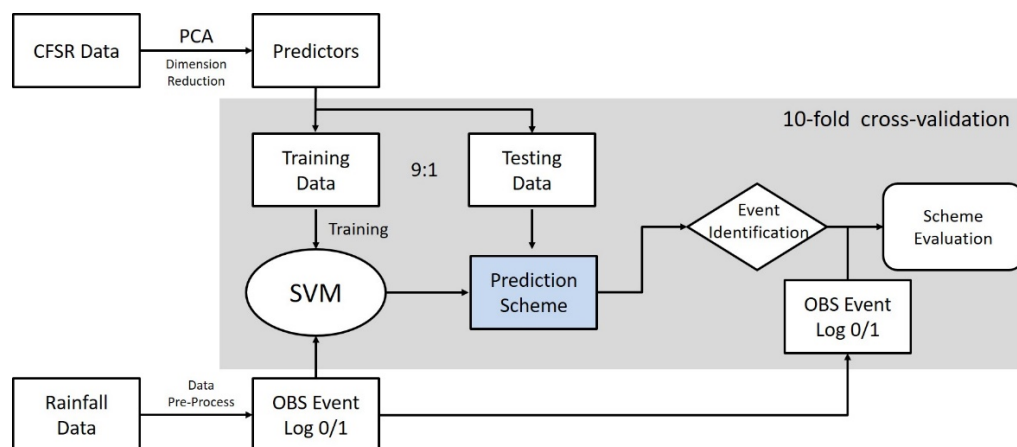 CFSR Data
PCA
Dimension
Reduction
Predictors
10-fold cross-validation
Training
Data
9:1
Testing
Data
Training
Event
Identification
Scheme
Evaluation
SVM
Prediction
Scheme
OBS Event
Log 0/1
Rainfall
Data
Data
Pre-Process
OBS Event
Log 0/1